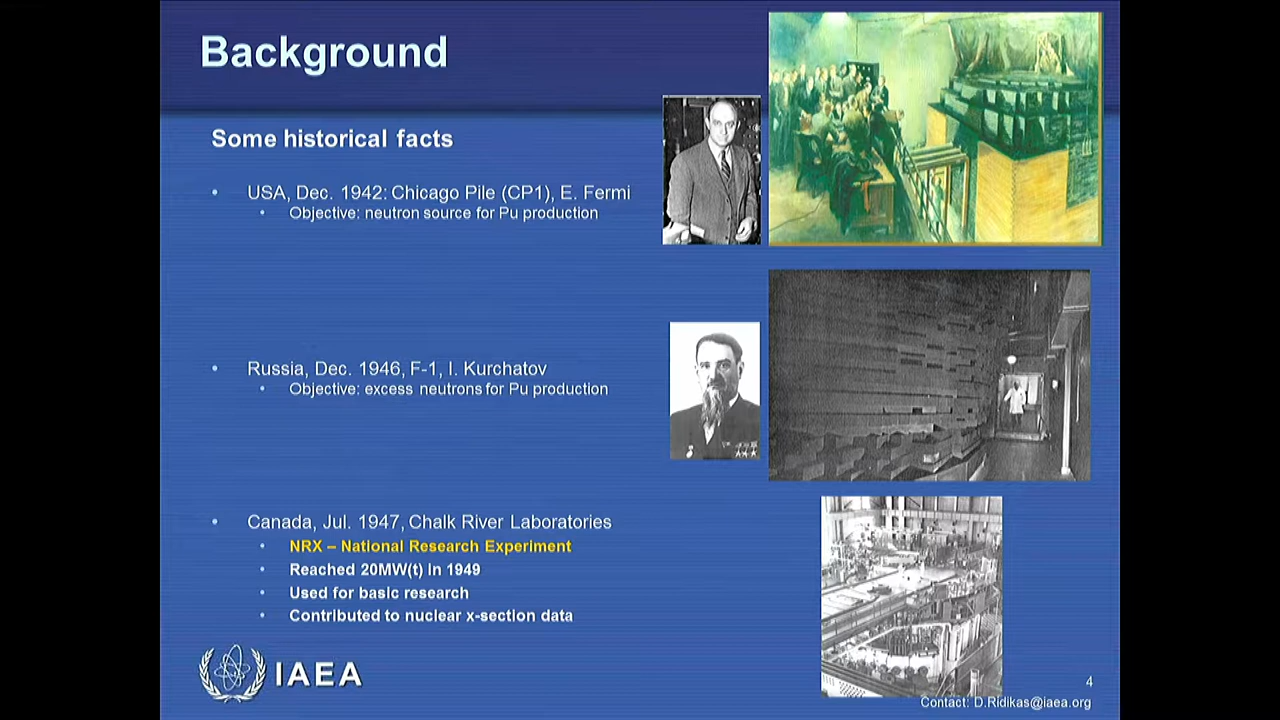 Background
Some historical facts
• USA, Dec. 1942: Chicago Pile (CP1), E. Fermi
• Objective: neutron source for Pu production
• Russia, Dec. 1946, F-1, I. Kurchatov
• Objective: excess neutrons for Pu production
• Canada, Jul. 1947, Chalk River Laboratories
• NRX – National Research Experiment
• Reached 20MW(t) in 1949
• Used for basic research
• Contributed to nuclear x-section data
IAEA
4
Contact: D.Ridikas@iaea.org